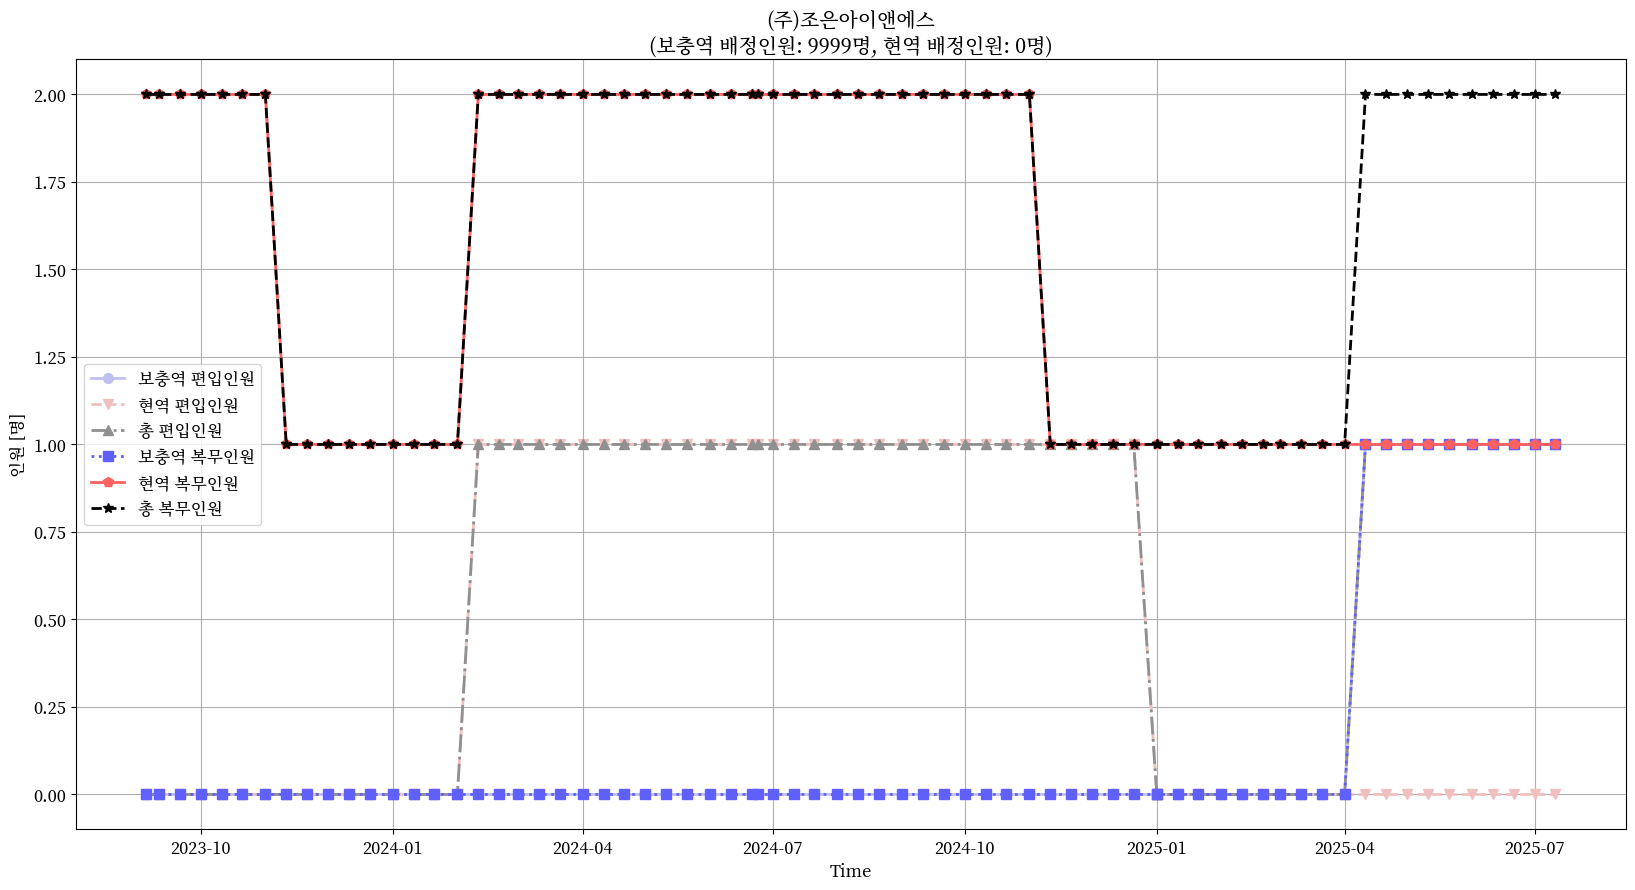 (주)조은아이앤에스
(보충역 배정인원: 9999명, 현역 배정인원: 0명)
2.00
1.75
1.50
1.25
1.00
0.75
0.50
0.25
0.00
인원 [명]
보충역 편입인원
현역 편입인원
총 편입인원
보충역 복무인원
현역 복무인원
총 복무인원
2023-10
2024-01
2024-04
2024-07
2024-10
2025-01
2025-04
2025-07
Time